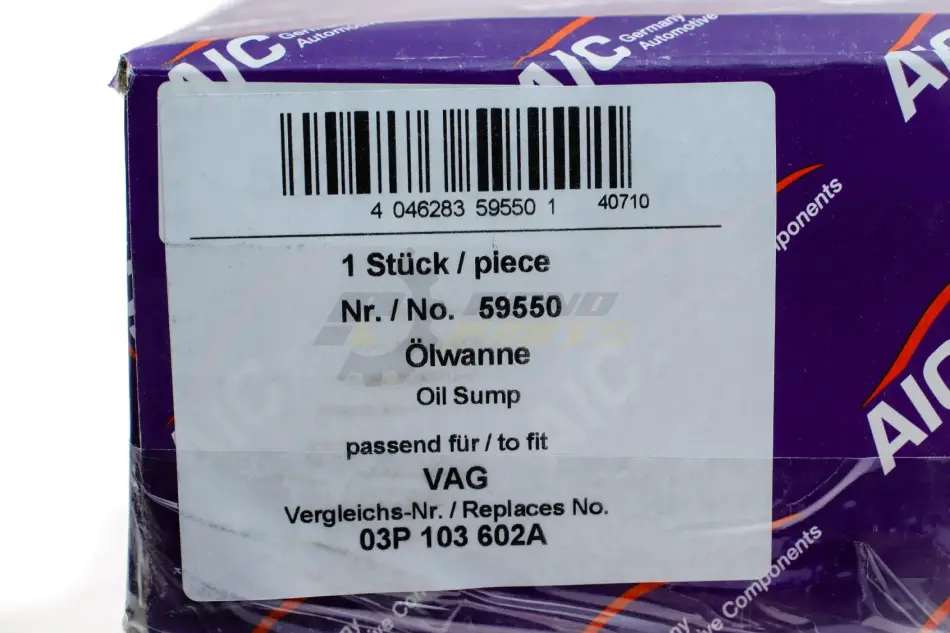 AIC Germany
Automotive
AIC Germany
Automotive
4 046283 59550 1 40710
1 Stück / piece
Nr. / No. 59550
Ölwanne
Oil Sump
passend für / to fit
VAG
Vergleichs-Nr. / Replaces No.
03P 103 602A
AIC
Components
AIC
Germany
Automotive Components